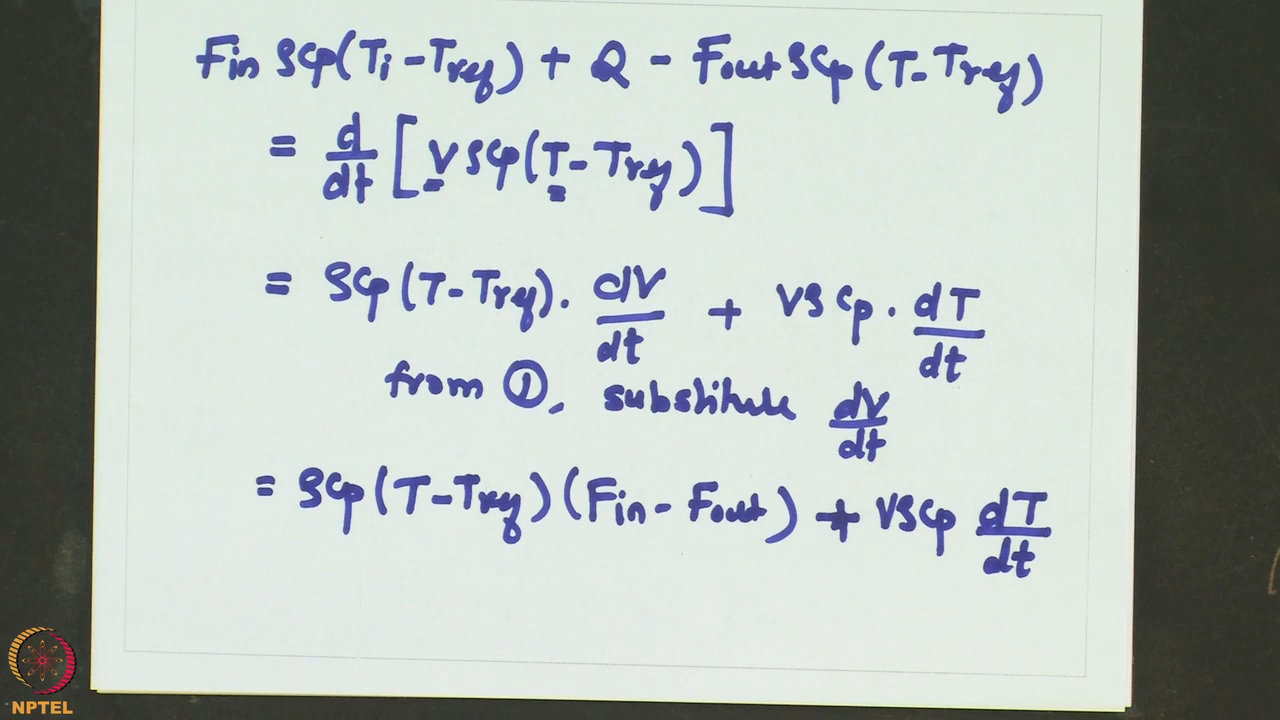 Fin ρCp(Ti - Tref) + Q - Fout ρCp (T - Tref)
= d/dt [VρCp(T - Tref)]
= ρCp(T - Tref) . dV/dt + VρCp . dT/dt
from ①, substitute dV/dt
= ρCp(T - Tref)(Fin - Fout) + VρCp dT/dt
NPTEL